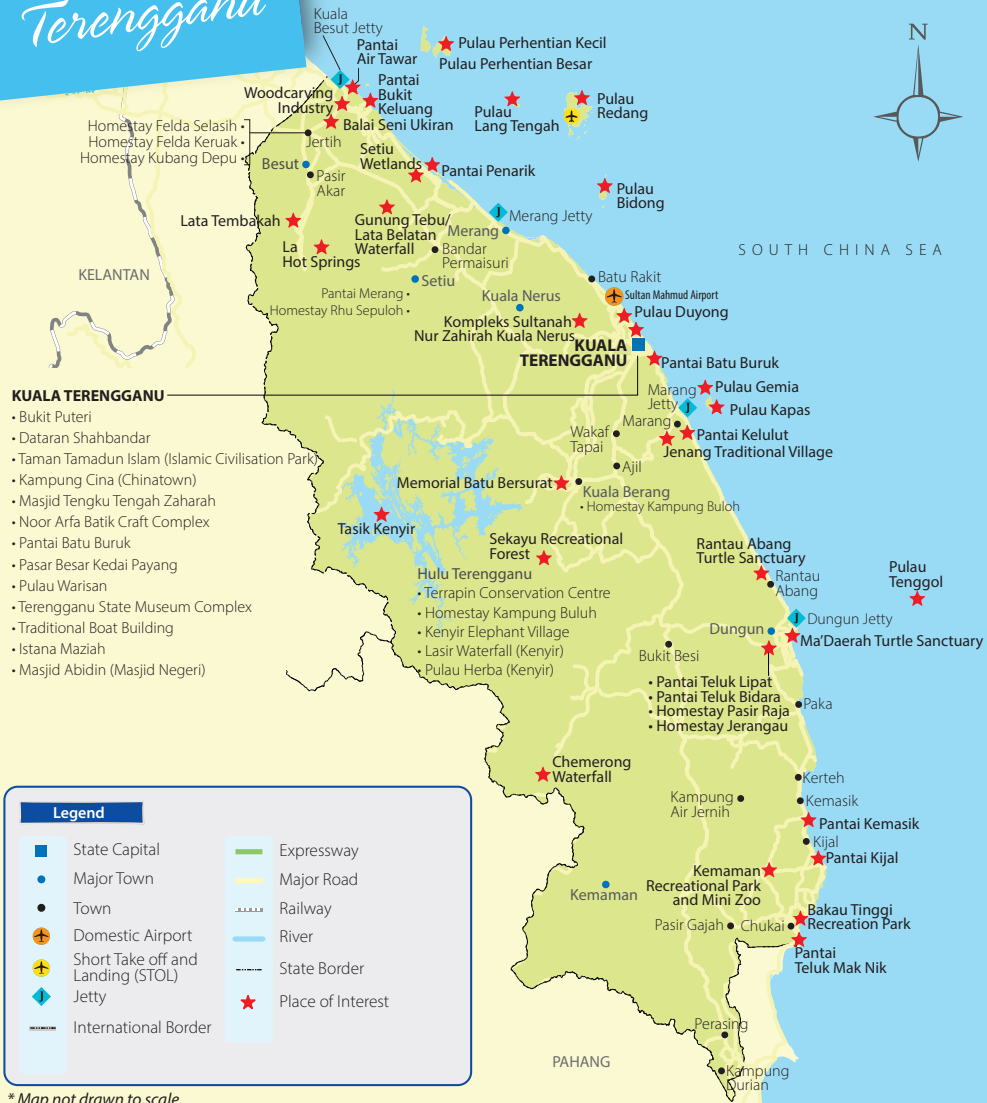 Terengganu
Kuala
Besut Jetty
Pantai
Air Tawar
Pulau Perhentian Kecil
Pulau Perhentian Besar
N
Woodcarving
Industry
Pantai
Bukit
Keluang
Pulau
Lang Tengah
Pulau
Redang
Homestay Felda Selasih •
Homestay Felda Keruak •
Homestay Kubang Depu •
Balai Seni Ukiran
Jertih
Besut
Pasir
Akar
Setiu
Wetlands
Pantai Penarik
Pulau
Bidong
Lata Tembakah
Gunung Tebu/
Lata Belatan
Waterfall
J
Merang Jetty
Merang
La
Hot Springs
Bandar
Permaisuri
SOUTH CHINA SEA
KELANTAN
Setiu
Batu Rakit
Pantai Merang •
Homestay Rhu Sepuloh •
Kuala Nerus
Sultan Mahmud Airport
Pulau Duyong
Kompleks Sultanah
Nur Zahirah Kuala Nerus
KUALA
TERENGGANU
Pantai Batu Buruk
KUALA TERENGGANU
• Bukit Puteri
• Dataran Shahbandar
• Taman Tamadun Islam (Islamic Civilisation Park)
• Kampung Cina (Chinatown)
• Masjid Tengku Tengah Zaharah
• Noor Arfa Batik Craft Complex
• Pantai Batu Buruk
• Pasar Besar Kedai Payang
• Pulau Warisan
• Terengganu State Museum Complex
• Traditional Boat Building
• Istana Maziah
• Masjid Abidin (Masjid Negeri)
Marang
Jetty
J
Pulau Gemia
Pulau Kapas
Marang
Wakaf
Tapai
Pantai Kelulut
Jenang Traditional Village
Ajil
Memorial Batu Bersurat
Kuala Berang
• Homestay Kampung Buloh
Tasik Kenyir
Sekayu Recreational
Forest
Hulu Terengganu
• Terrapin Conservation Centre
• Homestay Kampung Buluh
• Kenyir Elephant Village
• Lasir Waterfall (Kenyir)
• Pulau Herba (Kenyir)
Rantau Abang
Turtle Sanctuary
Rantau
Abang
Pulau
Tenggol
J
Dungun Jetty
Dungun
Ma'Daerah Turtle Sanctuary
Bukit Besi
• Pantai Teluk Lipat
• Pantai Teluk Bidara
• Homestay Pasir Raja
• Homestay Jerangau
Paka
Chemerong
Waterfall
Kerteh
Kampung
Air Jernih
Kemasik
Pantai Kemasik
Kijal
Pantai Kijal
Kemaman
Recreational Park
and Mini Zoo
Kemaman
Bakau Tinggi
Recreation Park
Pasir Gajah
Chukai
Pantai
Teluk Mak Nik
Perasing
PAHANG
Kampung
Durian
Legend
State Capital
Major Town
Town
Domestic Airport
Short Take off and
Landing (STOL)
J
Jetty
International Border
Expressway
Major Road
Railway
River
State Border
Place of Interest
* Map not drawn to scale
J